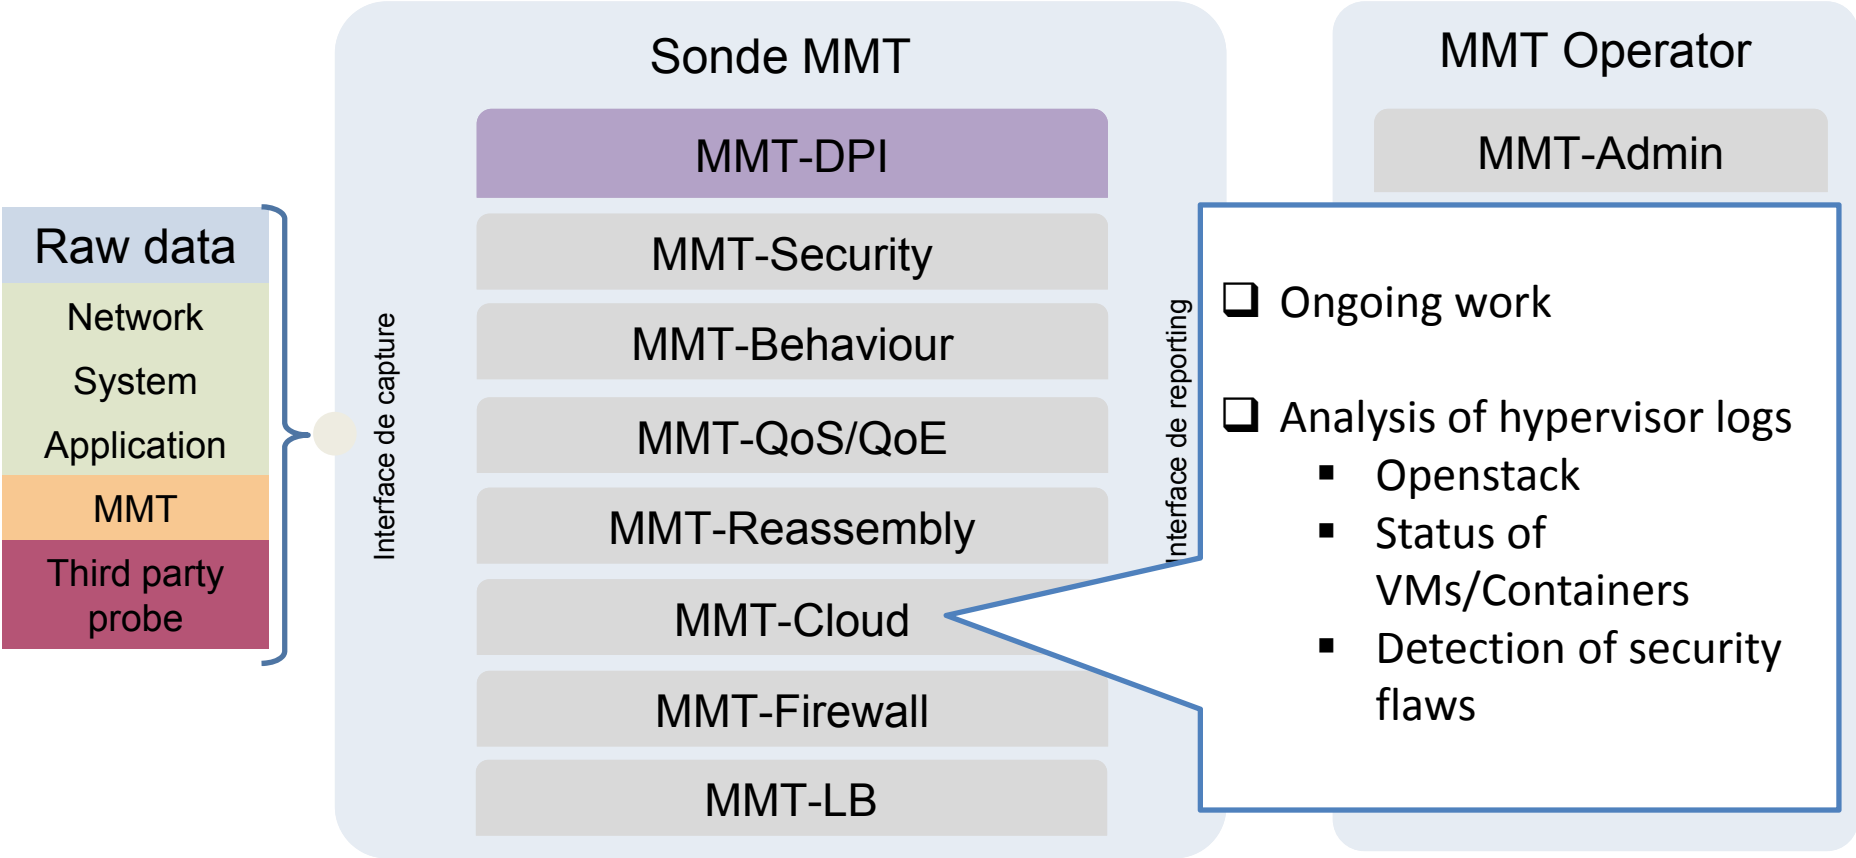 Raw data
Network
System
Application
MMT
Third party
probe
Interface de capture
Sonde MMT
MMT-DPI
MMT-Security
MMT-Behaviour
MMT-QoS/QoE
MMT-Reassembly
MMT-Cloud
MMT-Firewall
MMT-LB
Interface de reporting
MMT Operator
MMT-Admin
Ongoing work
Analysis of hypervisor logs
Openstack
Status of
VMs/Containers
Detection of security
flaws